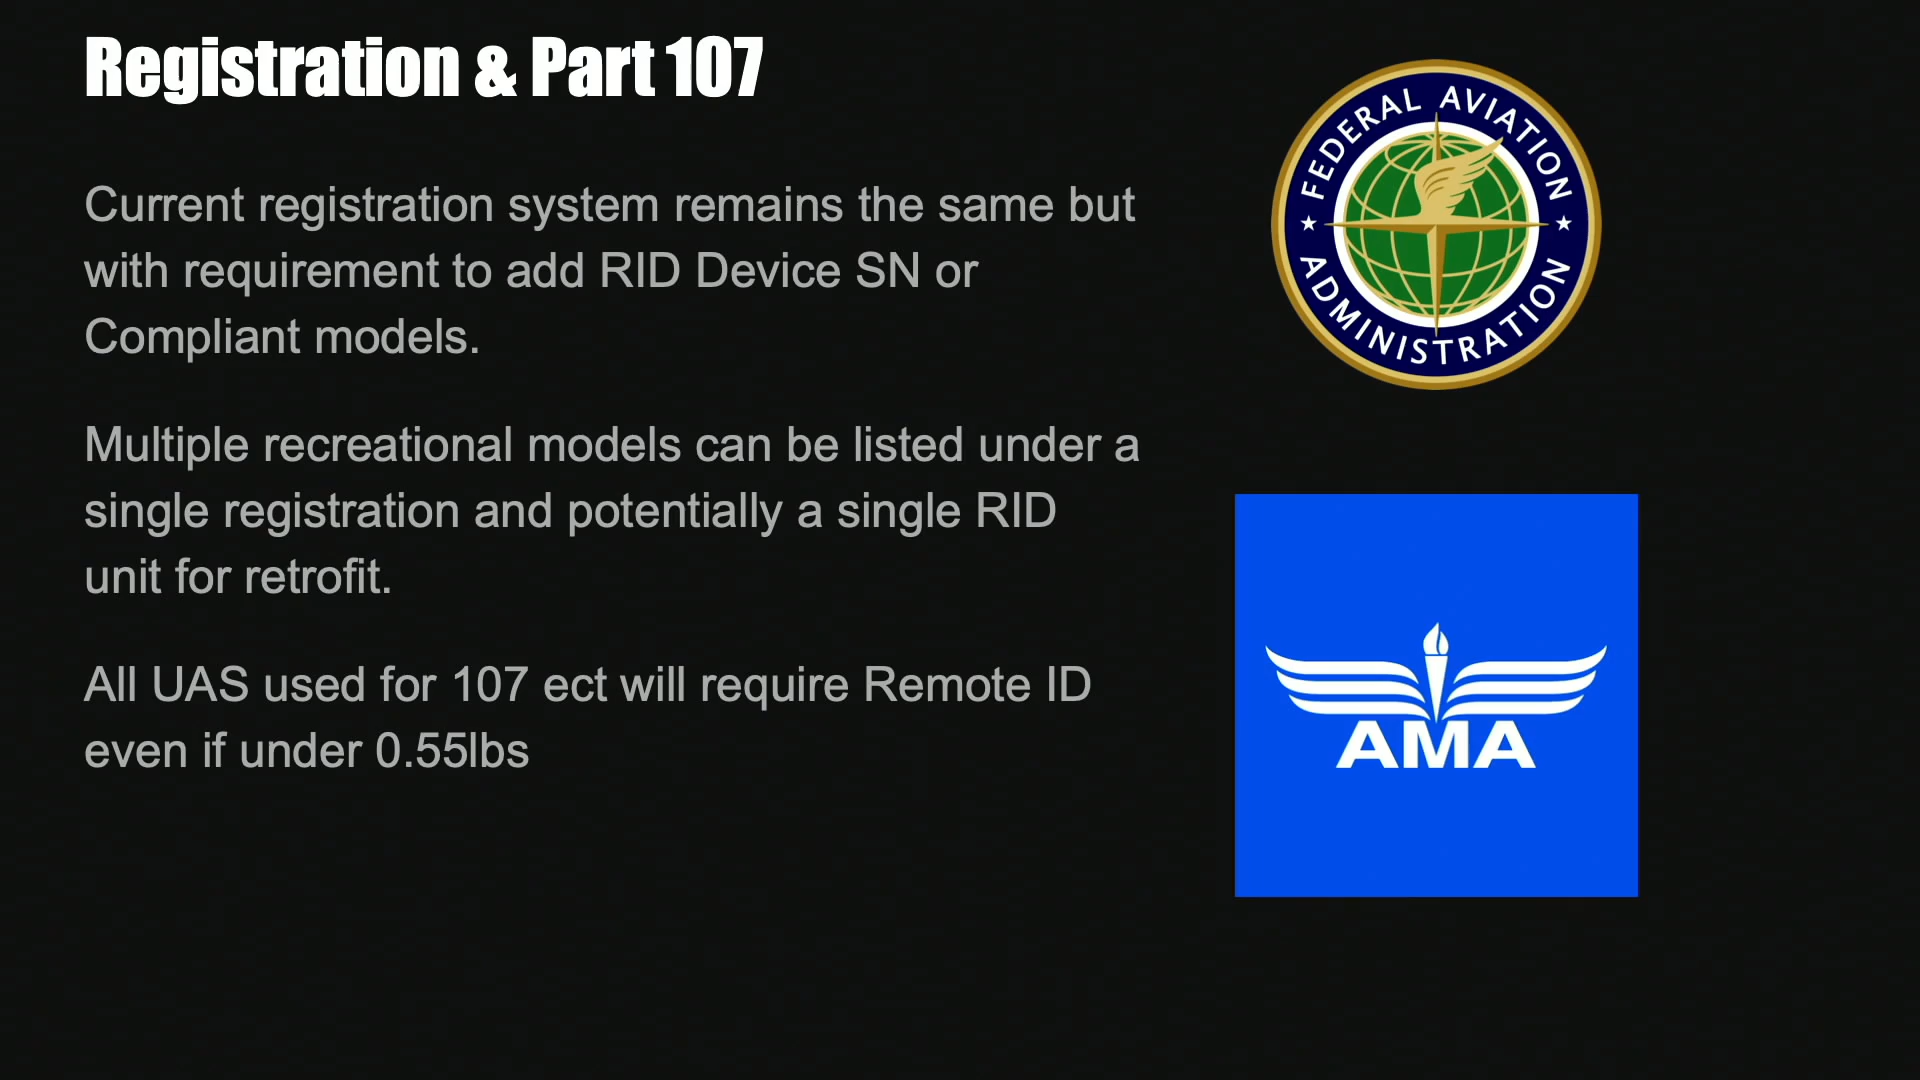 Registration & Part 107
Current registration system remains the same but
with requirement to add RID Device SN or
Compliant models.
Multiple recreational models can be listed under a
single registration and potentially a single RID
unit for retrofit.
All UAS used for 107 ect will require Remote ID
even if under 0.55lbs
FEDERAL AVIATION
ADMINISTRATION
AMA